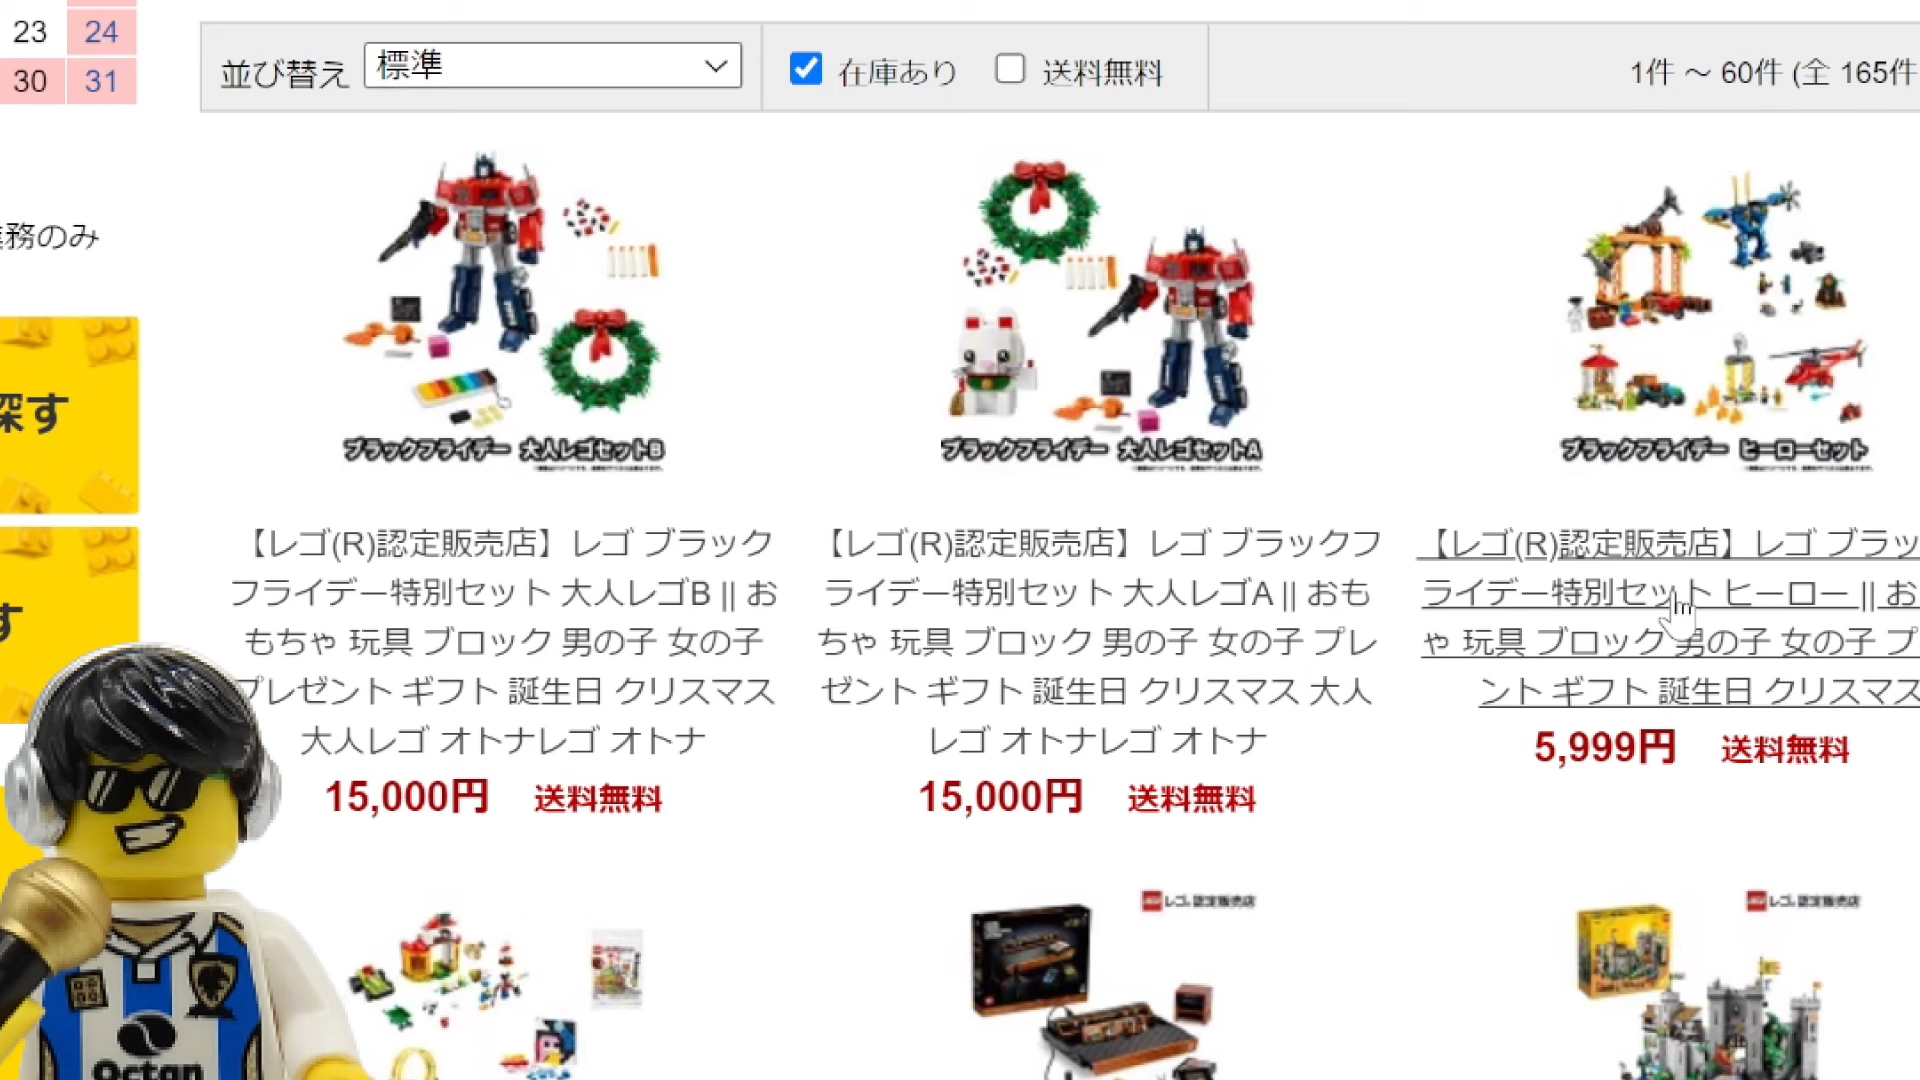 23 24
30 31
並び替え 標準 在庫あり 送料無料 1件 ～ 60件 (全 165件
務のみ
探す
す
ブラックフライデー 大人レゴセットB
ブラックフライデー 大人レゴセットA
ブラックフライデー ヒーローセット
【レゴ(R)認定販売店】レゴ ブラック
フライデー特別セット 大人レゴB || お
もちゃ 玩具 ブロック 男の子 女の子
プレゼント ギフト 誕生日 クリスマス
大人レゴ オトナレゴ オトナ
15,000円 送料無料
【レゴ(R)認定販売店】レゴ ブラックフ
ライデー特別セット 大人レゴA || おも
ちゃ 玩具 ブロック 男の子 女の子 プレ
ゼント ギフト 誕生日 クリスマス 大人
レゴ オトナレゴ オトナ
15,000円 送料無料
【レゴ(R)認定販売店】レゴ ブラッ
ライデー特別セット ヒーロー || お
ゃ 玩具 ブロック 男の子 女の子 プ
ント ギフト 誕生日 クリスマス
5,999円 送料無料
レゴ認定販売店
レゴ認定販売店
Octan